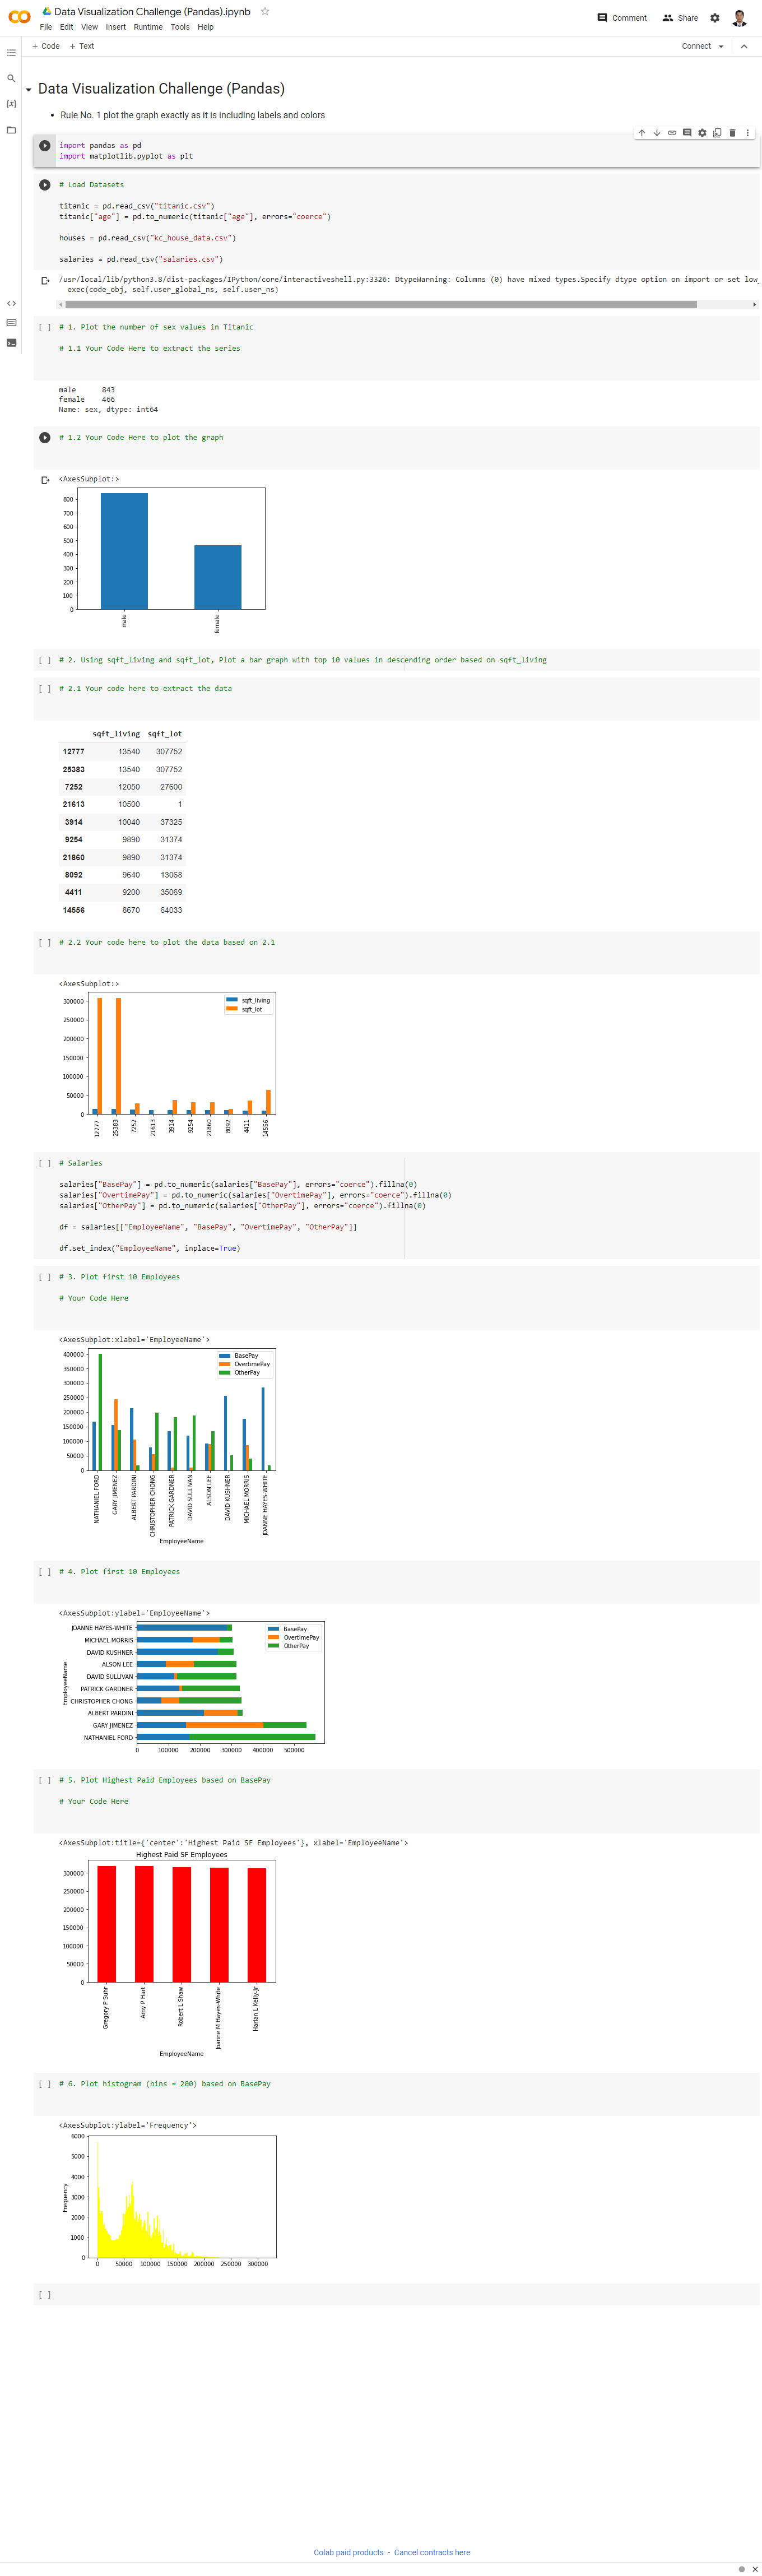 Data Visualization Challenge (Pandas).ipynb
File Edit View Insert Runtime Tools Help
Comment Share
+ Code + Text
Connect
Data Visualization Challenge (Pandas)
• Rule No. 1 plot the graph exactly as it is including labels and colors
import pandas as pd
import matplotlib.pyplot as plt
# Load Datasets
titanic = pd.read_csv("titanic.csv")
titanic["age"] = pd.to_numeric(titanic["age"], errors="coerce")
houses = pd.read_csv("kc_house_data.csv")
salaries = pd.read_csv("salaries.csv")
/usr/local/lib/python3.8/dist-packages/IPython/core/interactiveshell.py:3326: DtypeWarning: Columns (0) have mixed types.Specify dtype option on import or set low_
exec(code_obj, self.user_global_ns, self.user_ns)
[ ] # 1. Plot the number of sex values in Titanic
# 1.1 Your Code Here to extract the series
male 843
female 466
Name: sex, dtype: int64
# 1.2 Your Code Here to plot the graph
<AxesSubplot:>
800
700
600
500
400
300
200
100
0
male
female
[ ] # 2. Using sqft_living and sqft_lot, Plot a bar graph with top 10 values in descending order based on sqft_living
[ ] # 2.1 Your code here to extract the data
sqft_living sqft_lot
12777 13540 307752
25383 13540 307752
7252 12050 27600
21613 10500 1
3914 10040 37325
9254 9890 31374
21860 9890 31374
8092 9640 13068
4411 9200 35069
14556 8670 64033
[ ] # 2.2 Your code here to plot the data based on 2.1
<AxesSubplot:>
300000
250000
200000
150000
100000
50000
0
sqft_living
sqft_lot
12777
25383
7252
21613
3914
9254
21860
8092
4411
14556
[ ] # Salaries
salaries["BasePay"] = pd.to_numeric(salaries["BasePay"], errors="coerce").fillna(0)
salaries["OvertimePay"] = pd.to_numeric(salaries["OvertimePay"], errors="coerce").fillna(0)
salaries["OtherPay"] = pd.to_numeric(salaries["OtherPay"], errors="coerce").fillna(0)
df = salaries[["EmployeeName", "BasePay", "OvertimePay", "OtherPay"]]
df.set_index("EmployeeName", inplace=True)
[ ] # 3. Plot first 10 Employees
# Your Code Here
<AxesSubplot:xlabel='EmployeeName'>
400000
350000
300000
250000
200000
150000
100000
50000
0
BasePay
OvertimePay
OtherPay
NATHANIEL FORD
GARY JIMENEZ
ALBERT PARDINI
CHRISTOPHER CHONG
PATRICK GARDNER
DAVID SULLIVAN
ALSON LEE
DAVID KUSHNER
MICHAEL MORRIS
JOANNE HAYES-WHITE
EmployeeName
[ ] # 4. Plot first 10 Employees
<AxesSubplot:ylabel='EmployeeName'>
EmployeeName
JOANNE HAYES-WHITE
MICHAEL MORRIS
DAVID KUSHNER
ALSON LEE
DAVID SULLIVAN
PATRICK GARDNER
CHRISTOPHER CHONG
ALBERT PARDINI
GARY JIMENEZ
NATHANIEL FORD
BasePay
OvertimePay
OtherPay
0 100000 200000 300000 400000 500000
[ ] # 5. Plot Highest Paid Employees based on BasePay
# Your Code Here
<AxesSubplot:title={'center':'Highest Paid SF Employees'}, xlabel='EmployeeName'>
Highest Paid SF Employees
300000
250000
200000
150000
100000
50000
0
Gregory P Suhr
Amy P Hart
Robert L Shaw
Joanne M Hayes-White
Harlan L Kelly-Jr
EmployeeName
[ ] # 6. Plot histogram (bins = 200) based on BasePay
<AxesSubplot:ylabel='Frequency'>
6000
5000
4000
3000
2000
1000
0
Frequency
0 50000 100000 150000 200000 250000 300000
[ ]
Colab paid products - Cancel contracts here